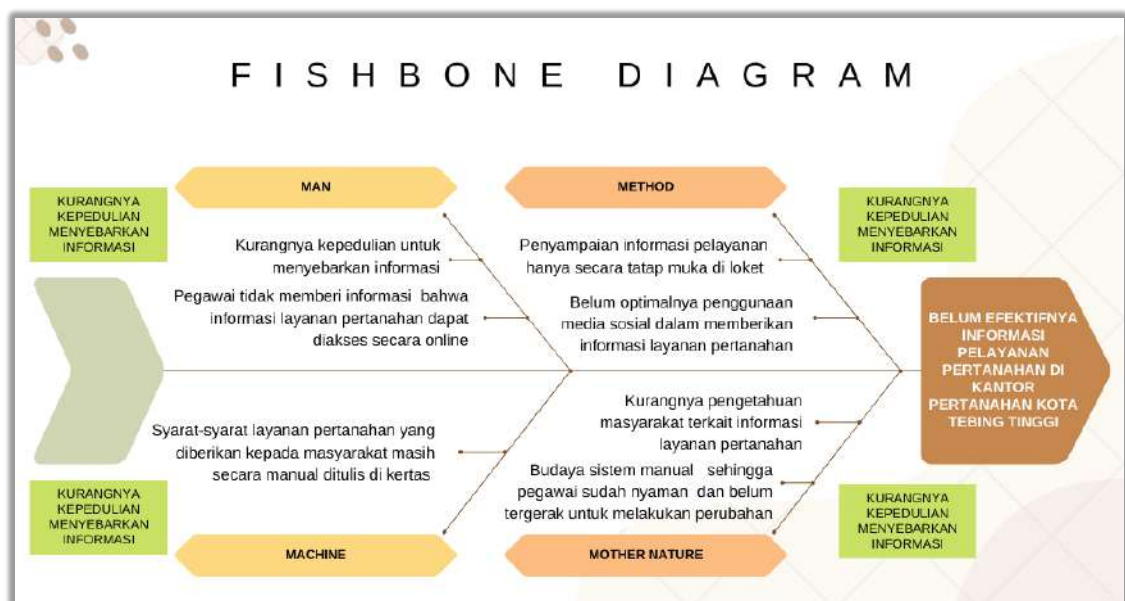 FISHBONE DIAGRAM
MAN
METHOD
KURANGNYA
KEPEDULIAN
MENYEBARKAN
INFORMASI
KURANGNYA
KEPEDULIAN
MENYEBARKAN
INFORMASI
Kurangnya kepedulian untuk
menyebarkan informasi
Pegawai tidak memberi informasi bahwa
informasi layanan pertanahan dapat
diakses secara online
Penyampaian informasi pelayanan
hanya secara tatap muka di loket
Belum optimalnya penggunaan
media sosial dalam memberikan
informasi layanan pertanahan
BELUM EFEKTIFNYA
INFORMASI
PELAYANAN
PERTANAHAN DI
KANTOR
PERTANAHAN KOTA
TEBING TINGGI
Syarat-syarat layanan pertanahan yang
diberikan kepada masyarakat masih
secara manual ditulis di kertas
Kurangnya pengetahuan
masyarakat terkait informasi
layanan pertanahan
Budaya sistem manual sehingga
pegawai sudah nyaman dan belum
tergerak untuk melakukan perubahan
KURANGNYA
KEPEDULIAN
MENYEBARKAN
INFORMASI
KURANGNYA
KEPEDULIAN
MENYEBARKAN
INFORMASI
MACHINE
MOTHER NATURE